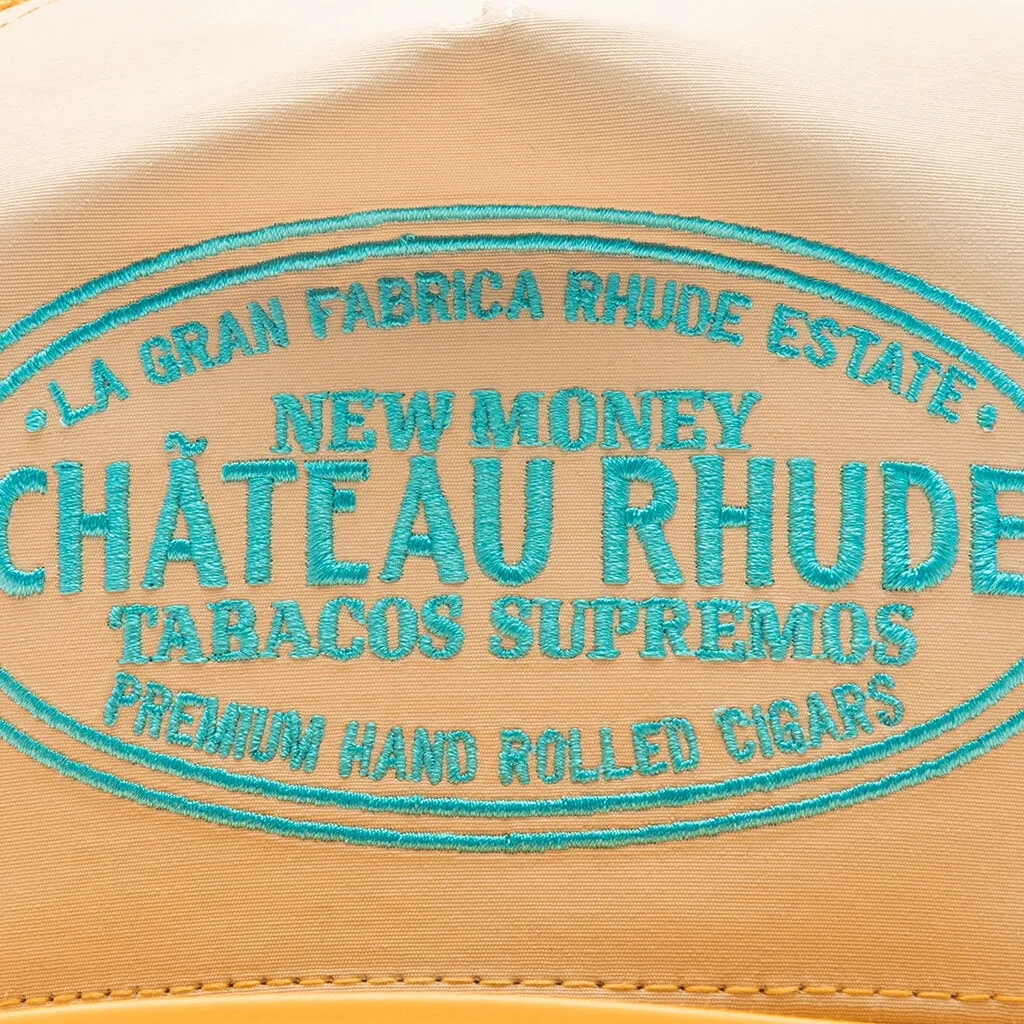 • LA GRAN FABRICA RHUDE ESTATE •
NEW MONEY
CHÃTEAU RHUDE
TABACOS SUPREMOS
PREMIUM HAND ROLLED CIGARS